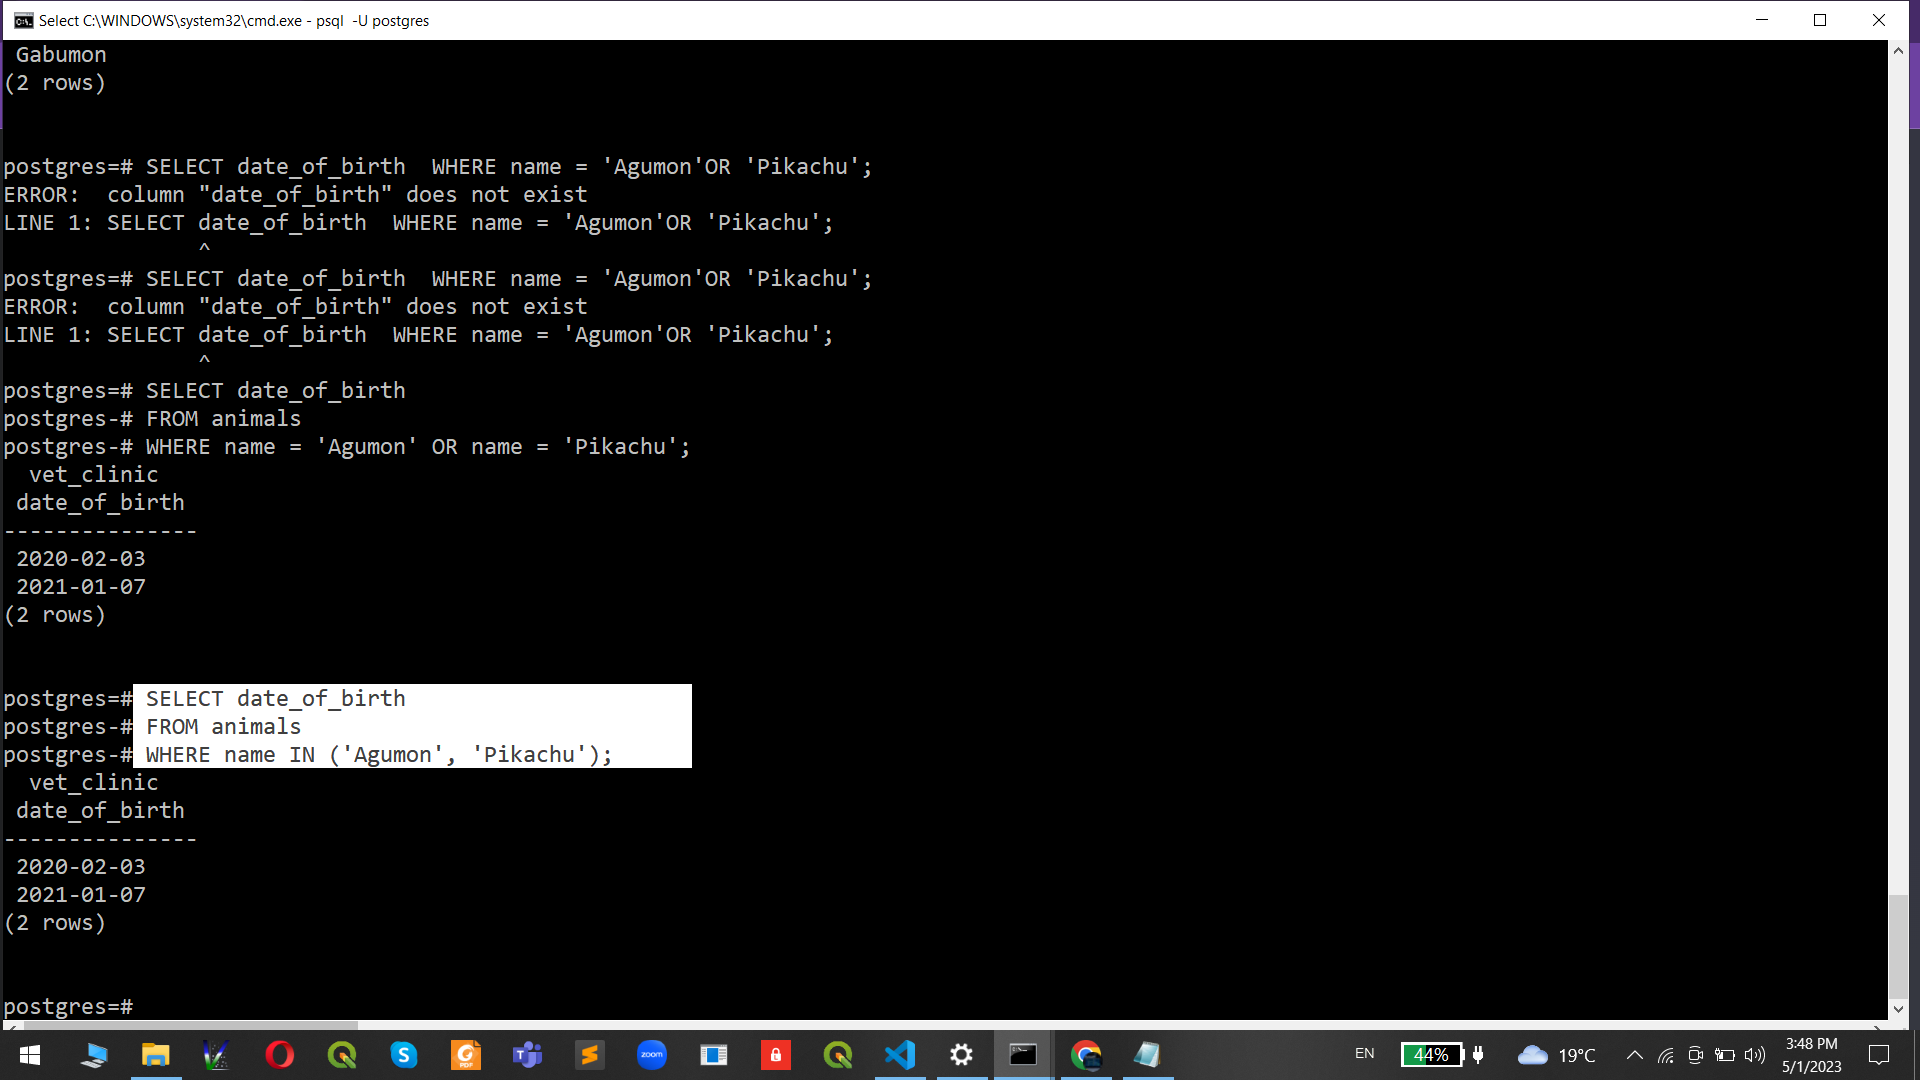 Select C:\WINDOWS\system32\cmd.exe - psql  -U postgres
 Gabumon
(2 rows)
postgres=# SELECT date_of_birth  WHERE name = 'Agumon'OR 'Pikachu';
ERROR:  column "date_of_birth" does not exist
LINE 1: SELECT date_of_birth  WHERE name = 'Agumon'OR 'Pikachu';
               ^
postgres=# SELECT date_of_birth  WHERE name = 'Agumon'OR 'Pikachu';
ERROR:  column "date_of_birth" does not exist
LINE 1: SELECT date_of_birth  WHERE name = 'Agumon'OR 'Pikachu';
               ^
postgres=# SELECT date_of_birth
postgres-# FROM animals
postgres-# WHERE name = 'Agumon' OR name = 'Pikachu';
  vet_clinic
 date_of_birth
---------------
 2020-02-03
 2021-01-07
(2 rows)
postgres=# SELECT date_of_birth
postgres-# FROM animals
postgres-# WHERE name IN ('Agumon', 'Pikachu');
  vet_clinic
 date_of_birth
---------------
 2020-02-03
 2021-01-07
(2 rows)
postgres=#
zoom
EN
44%
19°C
3:48 PM
5/1/2023